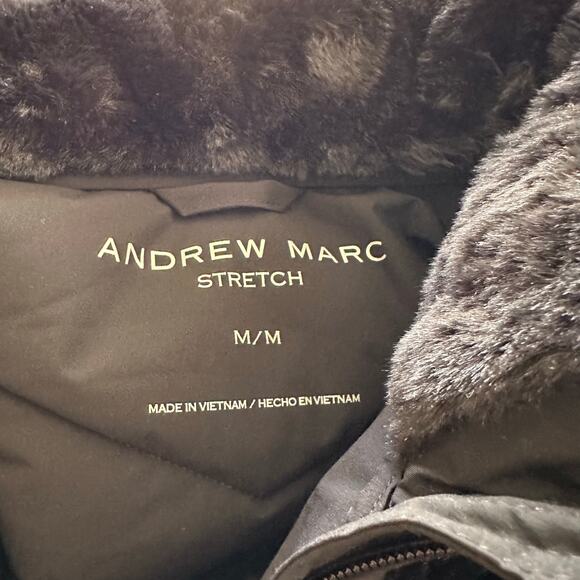 ANDREW MARC
STRETCH
M/M
MADE IN VIETNAM / HECHO EN VIETNAM